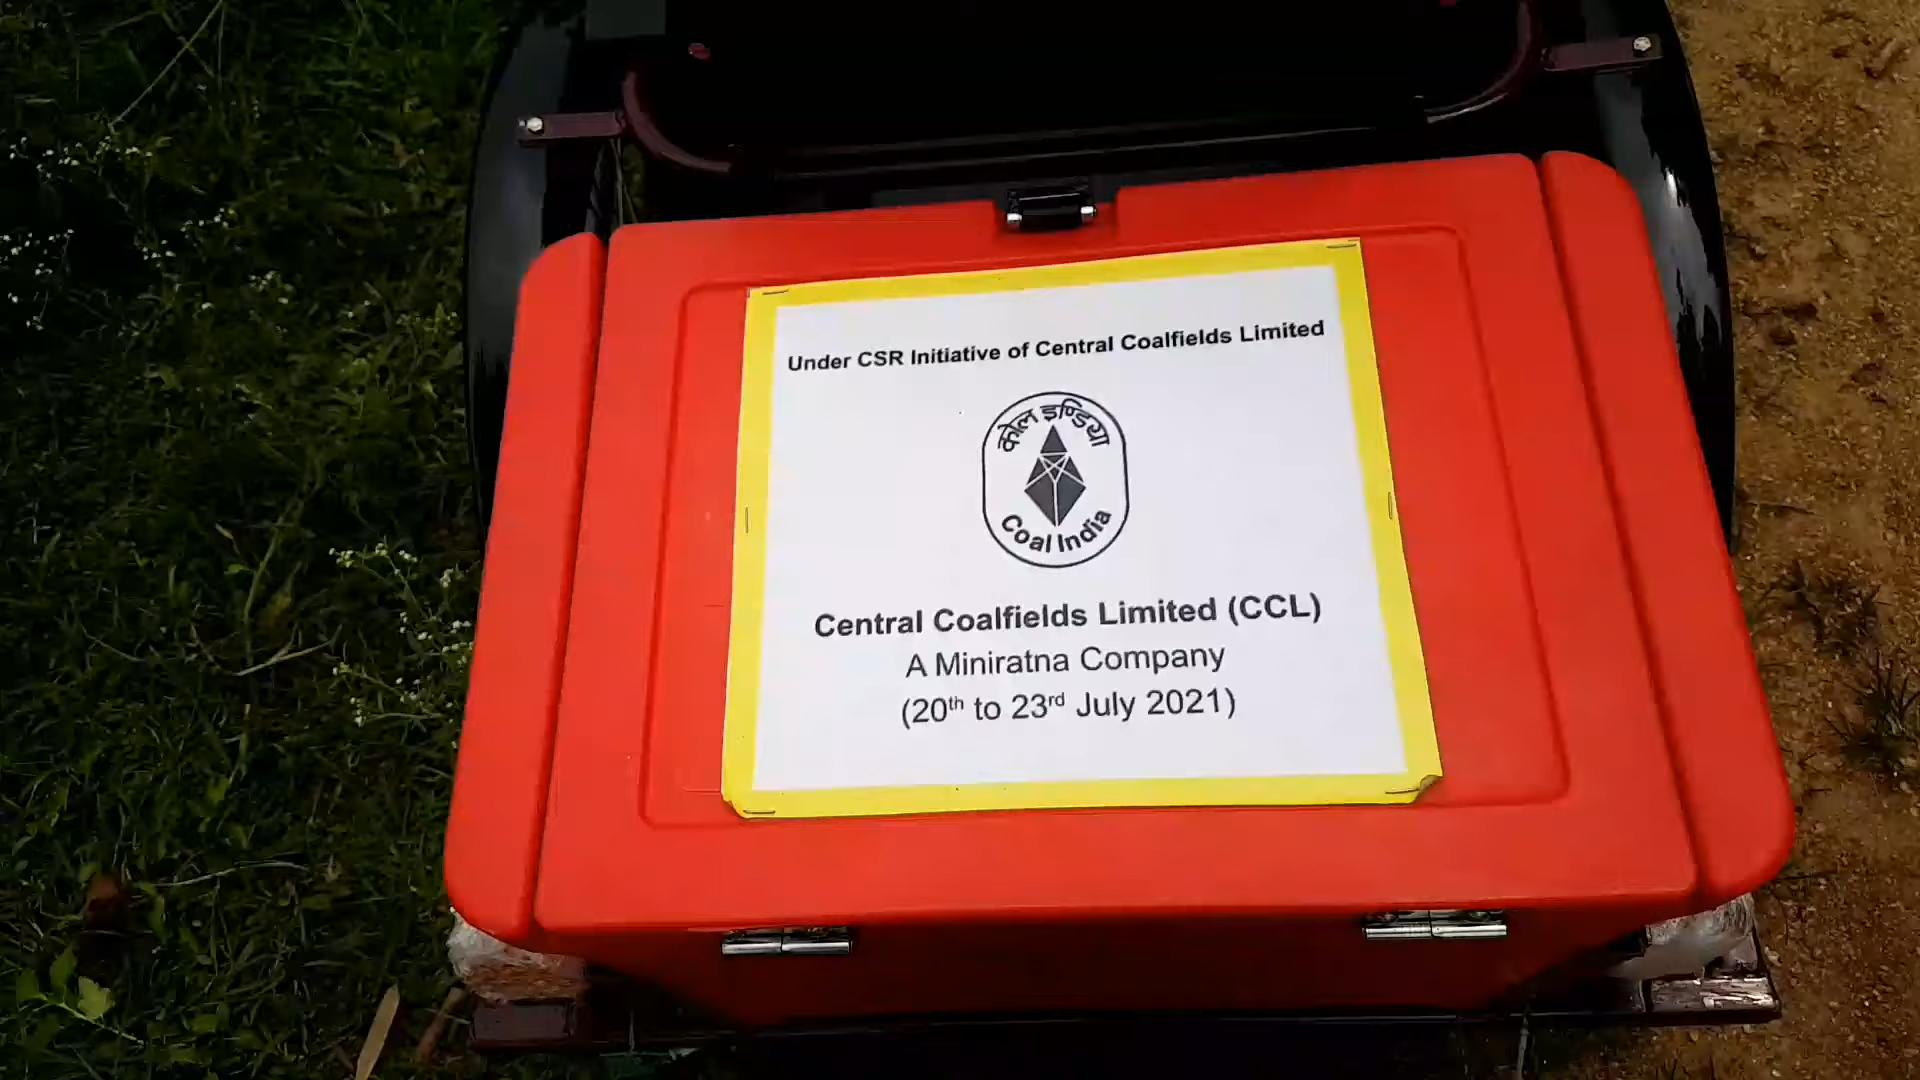 Under CSR Initiative of Central Coalfields Limited
कोल इण्डिया
Coal India
Central Coalfields Limited (CCL)
A Miniratna Company
(20th to 23rd July 2021)